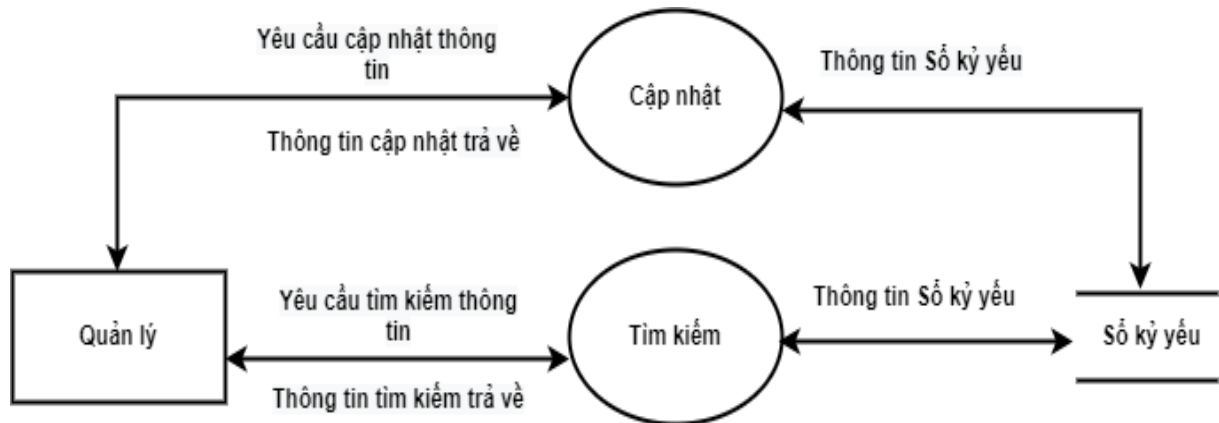 Yêu cầu cập nhật thông
tin
Thông tin cập nhật trả về
Cập nhật
Thông tin Sổ kỷ yếu
Quản lý
Yêu cầu tìm kiếm thông
tin
Thông tin tìm kiếm trả về
Tìm kiếm
Thông tin Sổ kỷ yếu
Sổ kỷ yếu